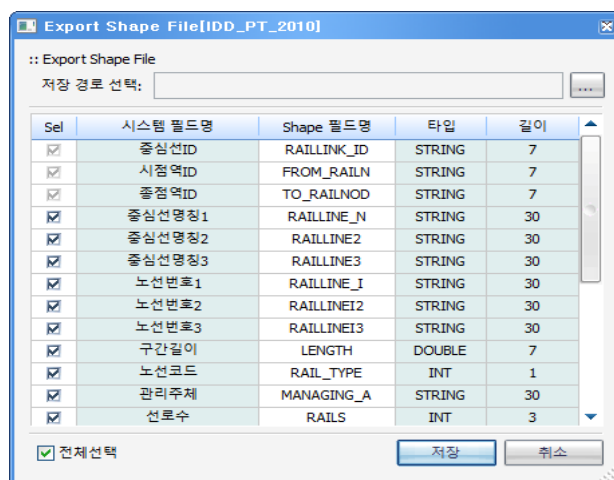 Export Shape File[IDD_PT_2010]
:: Export Shape File
저장 경로 선택: ...
Sel 시스템 필드명 Shape 필드명 타입 길이
중심선ID RAILLINK_ID STRING 7
시점역ID FROM_RAILN STRING 7
종점역ID TO_RAILNOD STRING 7
중심선명칭1 RAILLINE_N STRING 30
중심선명칭2 RAILLINE2 STRING 30
중심선명칭3 RAILLINE3 STRING 30
노선번호1 RAILLINE_I STRING 30
노선번호2 RAILLINEI2 STRING 30
노선번호3 RAILLINEI3 STRING 30
구간길이 LENGTH DOUBLE 7
노선코드 RAIL_TYPE INT 1
관리주체 MANAGING_A STRING 30
선로수 RAILS INT 3
전체선택 저장 취소